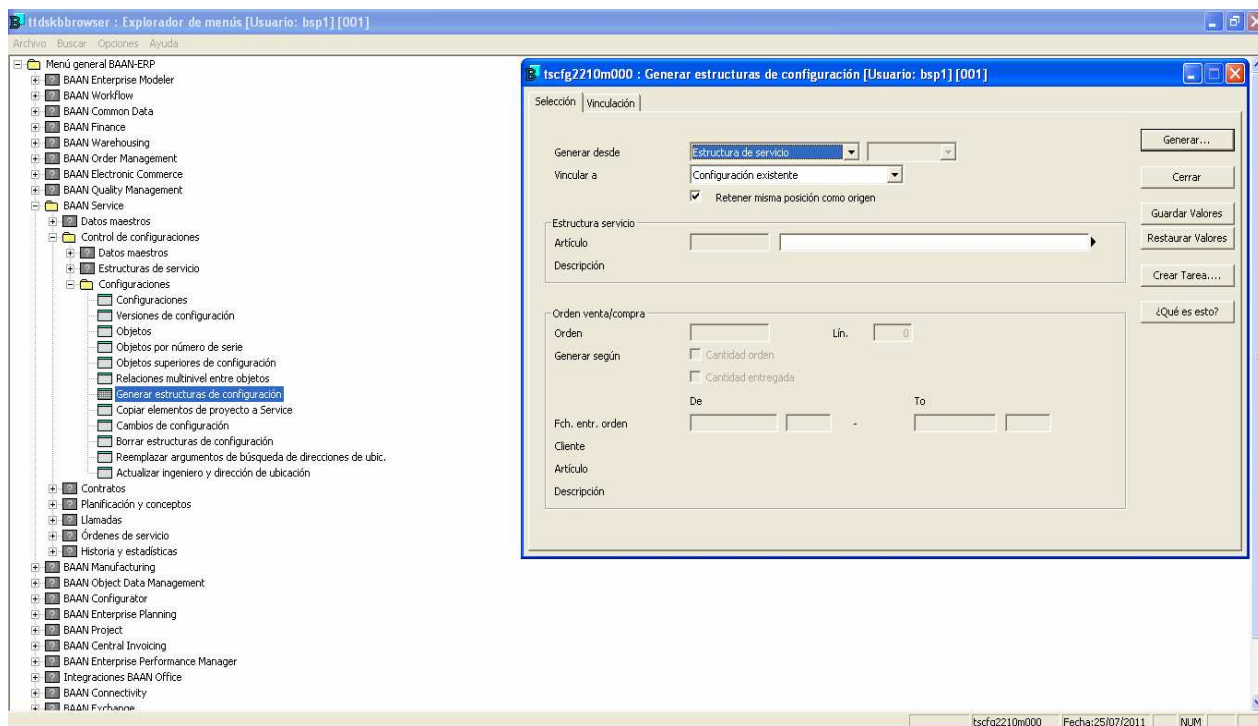 ttdskbbrowser : Explorador de menús [Usuario: bsp1] [001]
Archivo Buscar Opciones Ayuda
Menú general BAAN-ERP
BAAN Enterprise Modeler
BAAN Workflow
BAAN Common Data
BAAN Finance
BAAN Warehousing
BAAN Order Management
BAAN Electronic Commerce
BAAN Quality Management
BAAN Service
Datos maestros
Control de configuraciones
Datos maestros
Estructuras de servicio
Configuraciones
Configuraciones
Versiones de configuración
Objetos
Objetos por número de serie
Objetos superiores de configuración
Relaciones multinivel entre objetos
Generar estructuras de configuración
Copiar elementos de proyecto a Service
Cambios de configuración
Borrar estructuras de configuración
Reemplazar argumentos de búsqueda de direcciones de ubic.
Actualizar ingeniero y dirección de ubicación
Contratos
Planificación y conceptos
Llamadas
Órdenes de servicio
Historia y estadísticas
BAAN Manufacturing
BAAN Object Data Management
BAAN Configurator
BAAN Enterprise Planning
BAAN Project
BAAN Central Invoicing
BAAN Enterprise Performance Manager
Integraciones BAAN Office
BAAN Connectivity
BAAN Exchange
tscfg2210m000 : Generar estructuras de configuración [Usuario: bsp1] [001]
Selección Vinculación
Generar desde Estructura de servicio
Vincular a Configuración existente
Retener misma posición como origen
Estructura servicio
Artículo
Descripción
Orden venta/compra
Orden Lín. 0
Generar según Cantidad orden
Cantidad entregada
De To
Fch. entr. orden -
Cliente
Artículo
Descripción
Generar...
Cerrar
Guardar Valores
Restaurar Valores
Crear Tarea....
¿Qué es esto?
tscfg2210m000 Fecha:25/07/2011 NUM